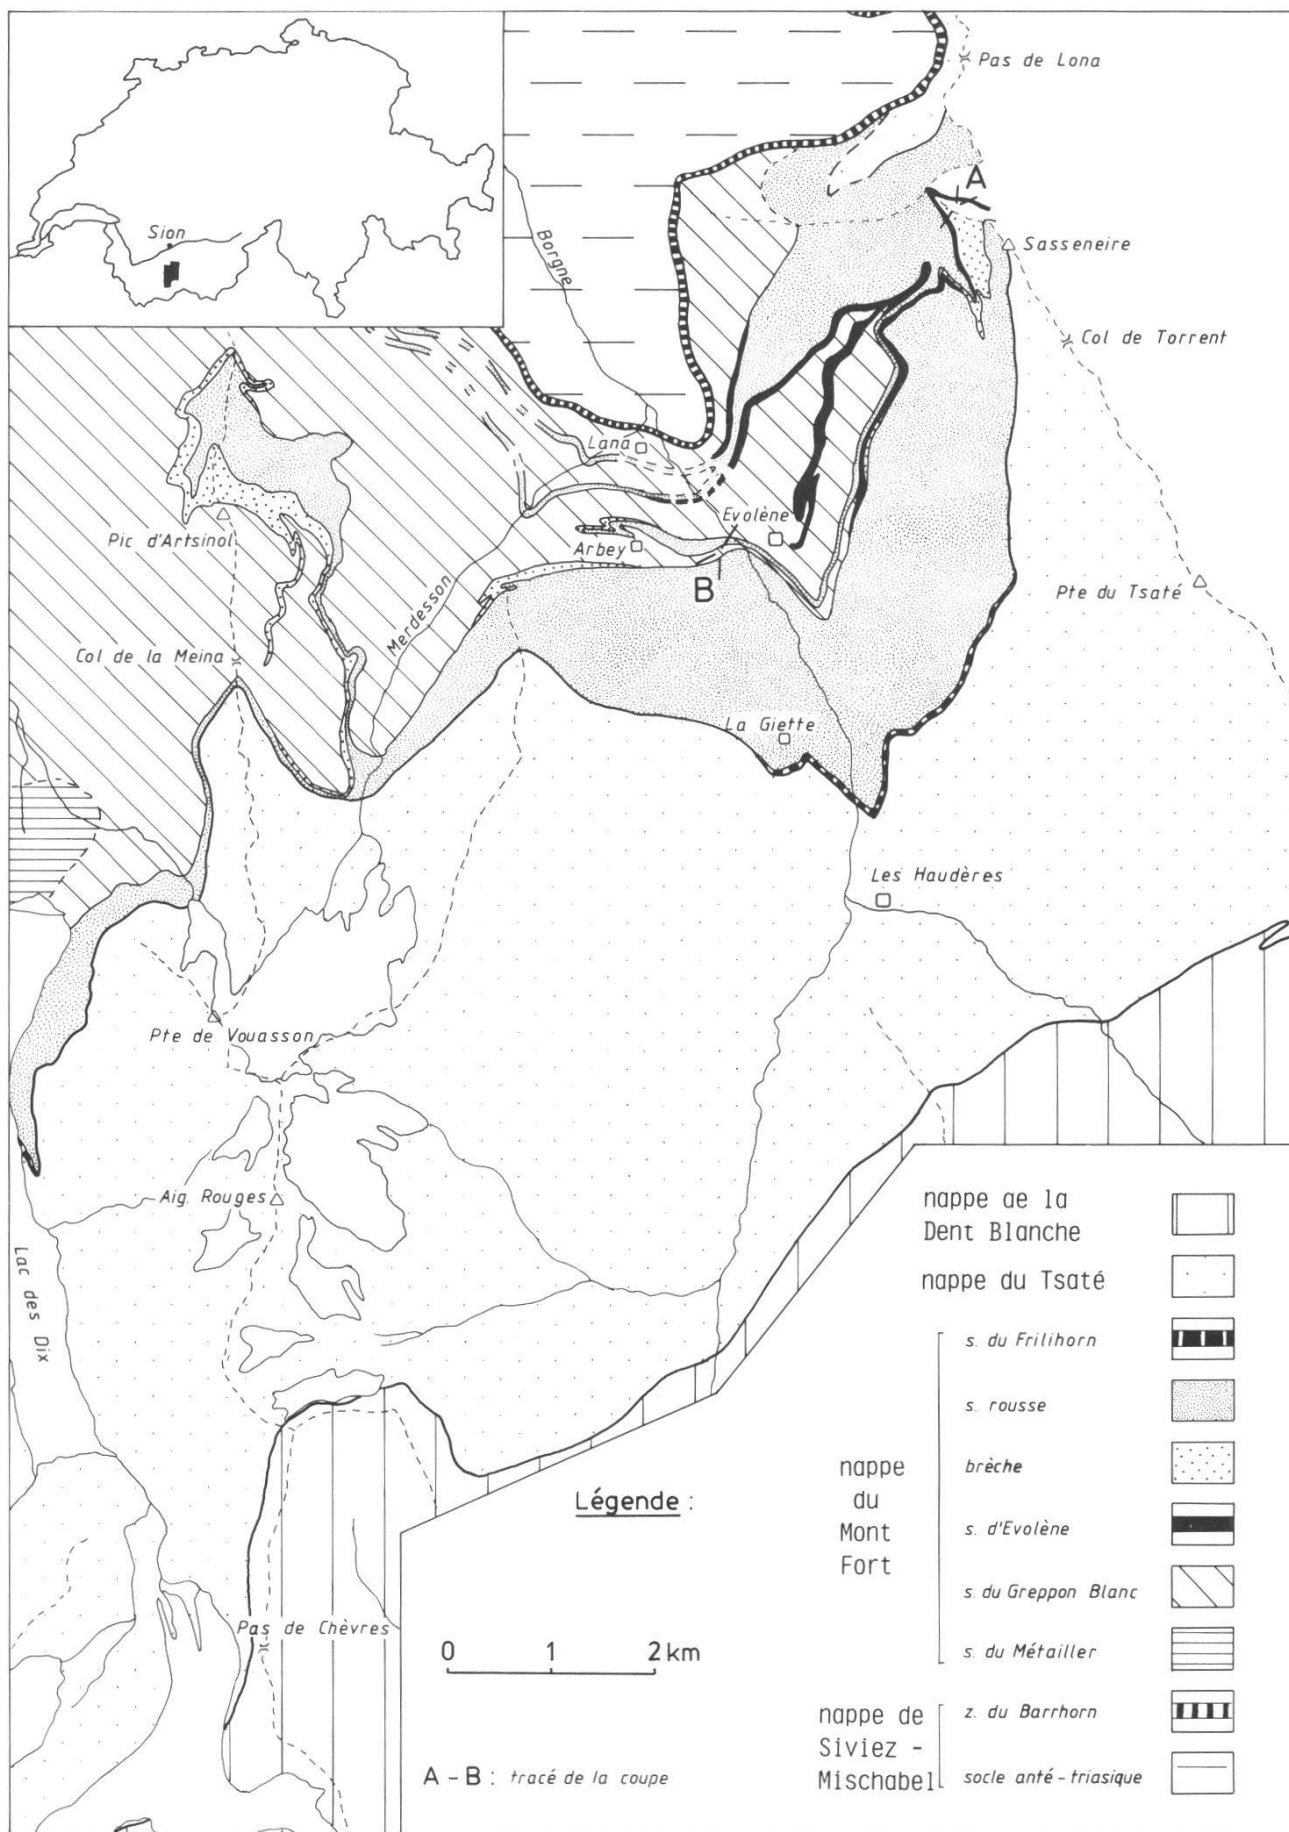 Pas de Lona
A
Sion
Borgne
Sasseneire
Col de Torrent
Lana
Evolène
Pic d'Artsinol
Arbey
B
Pte du Tsaté
Merdesson
Col de la Meina
La Giette
Les Haudères
Pte de Vouasson
Aig. Rouges
Lac des Dix
Pas de Chèvres
Légende :
nappe de la
Dent Blanche
nappe du Tsaté
nappe
du
Mont
Fort
s. du Frilihorn
s. rousse
brèche
s. d'Evolène
s. du Greppon Blanc
s. du Métailler
nappe de
Siviez -
Mischabel
z. du Barrhorn
socle anté-triasique
0 1 2 km
A - B : tracé de la coupe